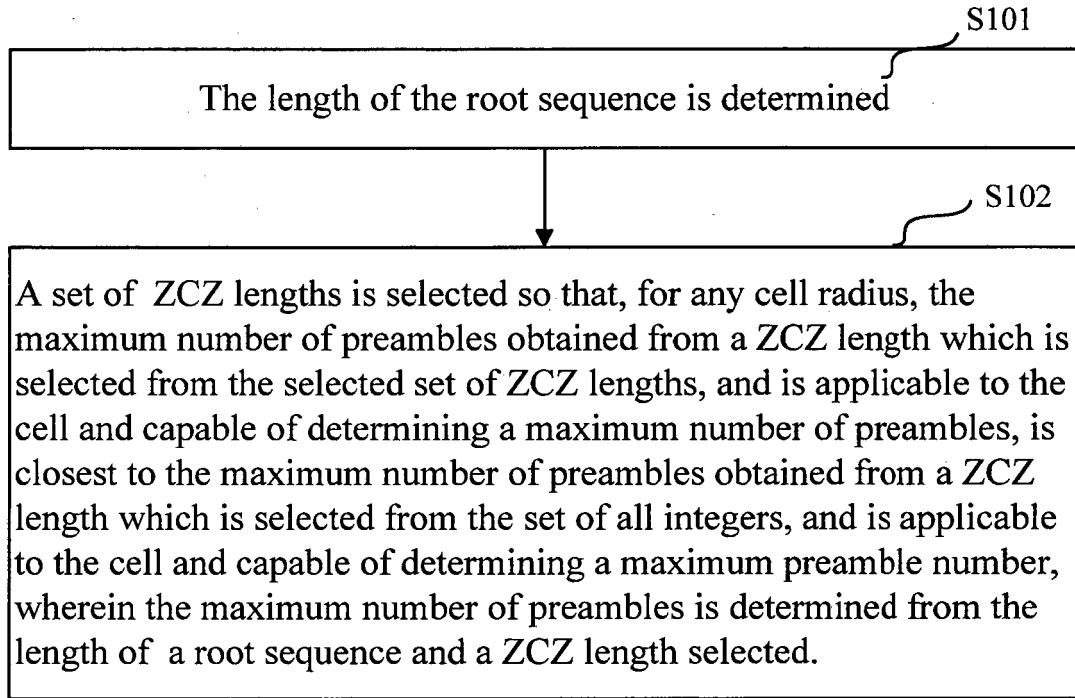 S101
The length of the root sequence is determined
S102
A set of ZCZ lengths is selected so that, for any cell radius, the
maximum number of preambles obtained from a ZCZ length which is
selected from the selected set of ZCZ lengths, and is applicable to the
cell and capable of determining a maximum number of preambles, is
closest to the maximum number of preambles obtained from a ZCZ
length which is selected from the set of all integers, and is applicable
to the cell and capable of determining a maximum preamble number,
wherein the maximum number of preambles is determined from the
length of a root sequence and a ZCZ length selected.